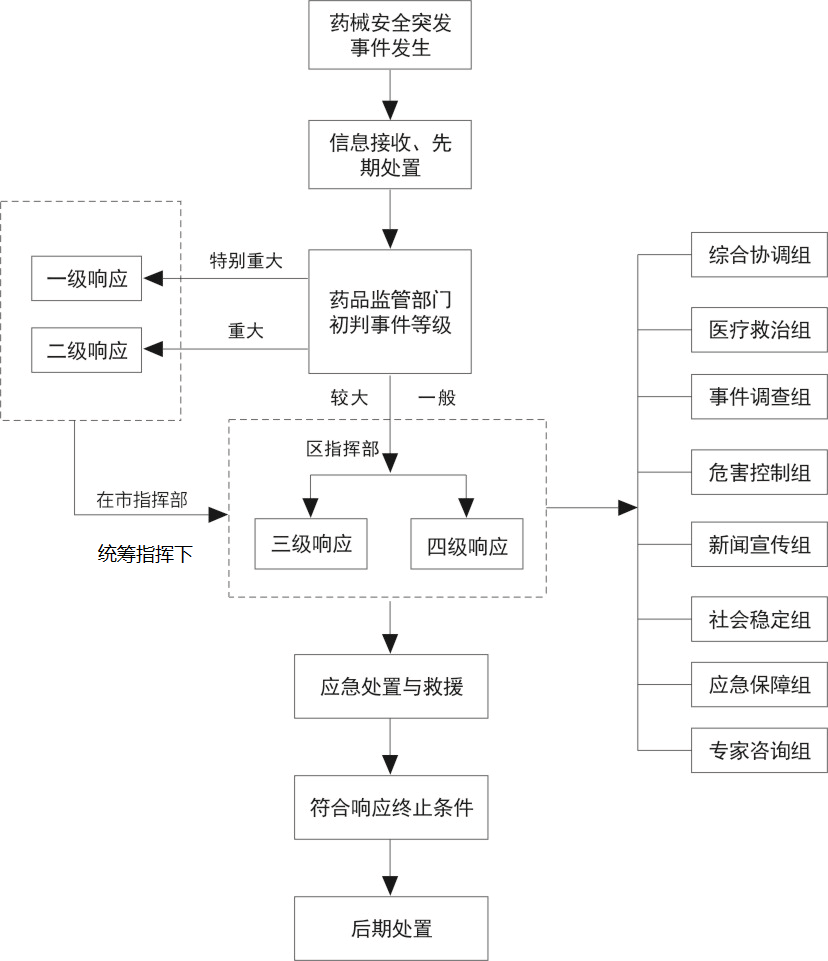 药械安全突发
事件发生
信息接收、先
期处置
特别重大
一级响应
药品监管部门
初判事件等级
重大
二级响应
较大
一般
区指挥部
在市指挥部
统筹指挥下
三级响应
四级响应
综合协调组
医疗救治组
事件调查组
危害控制组
新闻宣传组
社会稳定组
应急保障组
专家咨询组
应急处置与救援
符合响应终止条件
后期处置